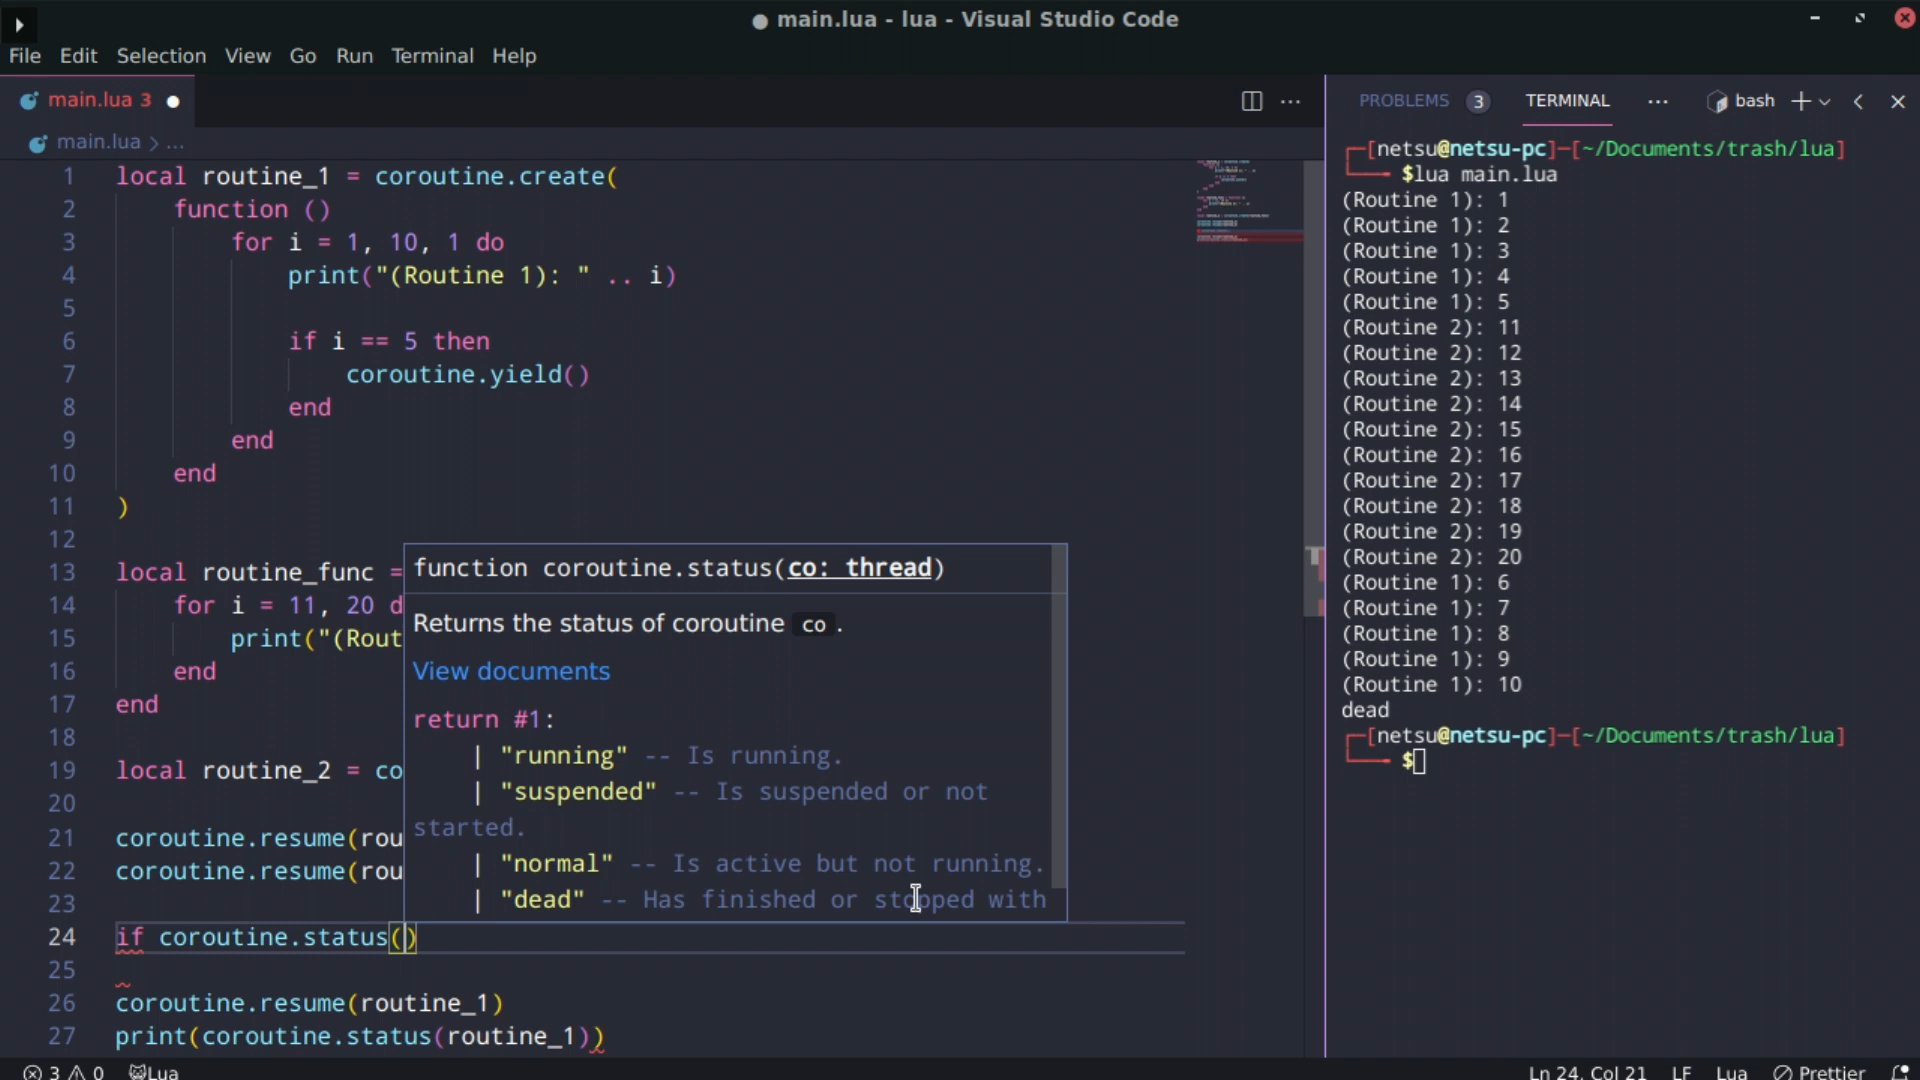 ● main.lua - lua - Visual Studio Code
File Edit Selection View Go Run Terminal Help
main.lua 3 ●
main.lua > ...
1 local routine_1 = coroutine.create(
2 function ()
3 for i = 1, 10, 1 do
4 print("(Routine 1): " .. i)
5
6 if i == 5 then
7 coroutine.yield()
8 end
9 end
10 end
11 )
12
13 local routine_func =
14 for i = 11, 20 d
15 print("(Rout
16 end
17 end
18
19 local routine_2 = co
20
21 coroutine.resume(rou
22 coroutine.resume(rou
23
24 if coroutine.status()
25
26 coroutine.resume(routine_1)
27 print(coroutine.status(routine_1))
function coroutine.status(co: thread)
Returns the status of coroutine co .
View documents
return #1:
| "running" -- Is running.
| "suspended" -- Is suspended or not
started.
| "normal" -- Is active but not running.
| "dead" -- Has finished or stopped with
PROBLEMS 3 TERMINAL ... bash
[netsu@netsu-pc]-[~/Documents/trash/lua]
$lua main.lua
(Routine 1): 1
(Routine 1): 2
(Routine 1): 3
(Routine 1): 4
(Routine 1): 5
(Routine 2): 11
(Routine 2): 12
(Routine 2): 13
(Routine 2): 14
(Routine 2): 15
(Routine 2): 16
(Routine 2): 17
(Routine 2): 18
(Routine 2): 19
(Routine 2): 20
(Routine 1): 6
(Routine 1): 7
(Routine 1): 8
(Routine 1): 9
(Routine 1): 10
dead
[netsu@netsu-pc]-[~/Documents/trash/lua]
$
3 0 Lua Ln 24, Col 21 LF Lua Prettier